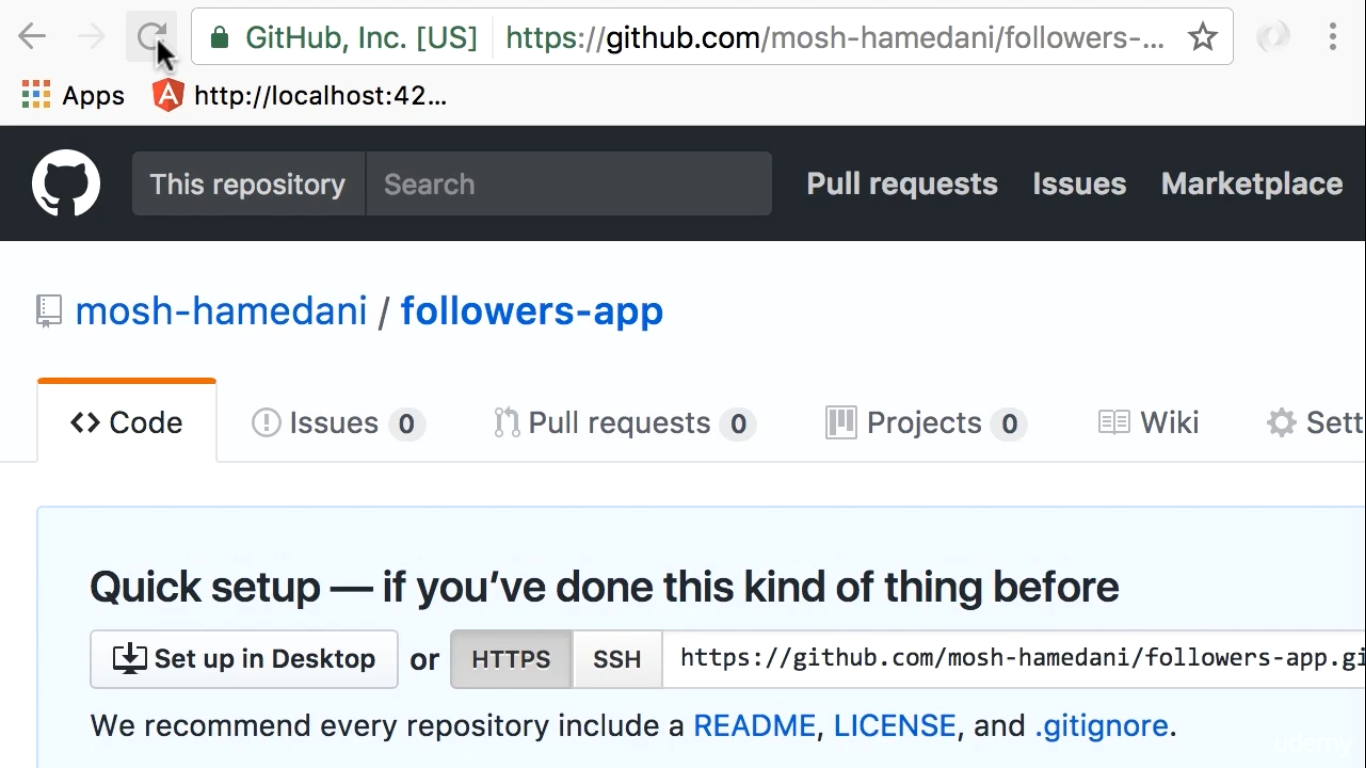 GitHub, Inc. [US] https://github.com/mosh-hamedani/followers-...
Apps http://localhost:42...
This repository Search Pull requests Issues Marketplace
mosh-hamedani / followers-app
<> Code Issues 0 Pull requests 0 Projects 0 Wiki Sett
Quick setup — if you’ve done this kind of thing before
Set up in Desktop or HTTPS SSH https://github.com/mosh-hamedani/followers-app.gi
We recommend every repository include a README, LICENSE, and .gitignore.
udemy